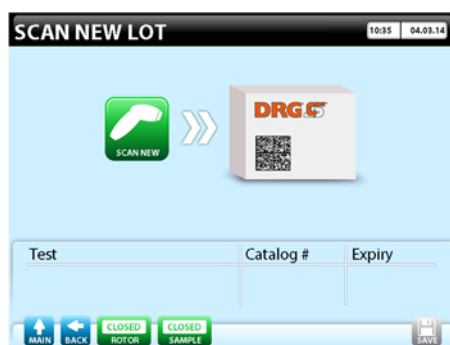 SCAN NEW LOT 10:35 04.03.14
SCAN NEW
DRG
Test Catalog # Expiry
MAIN BACK CLOSED ROTOR CLOSED SAMPLE SAVE